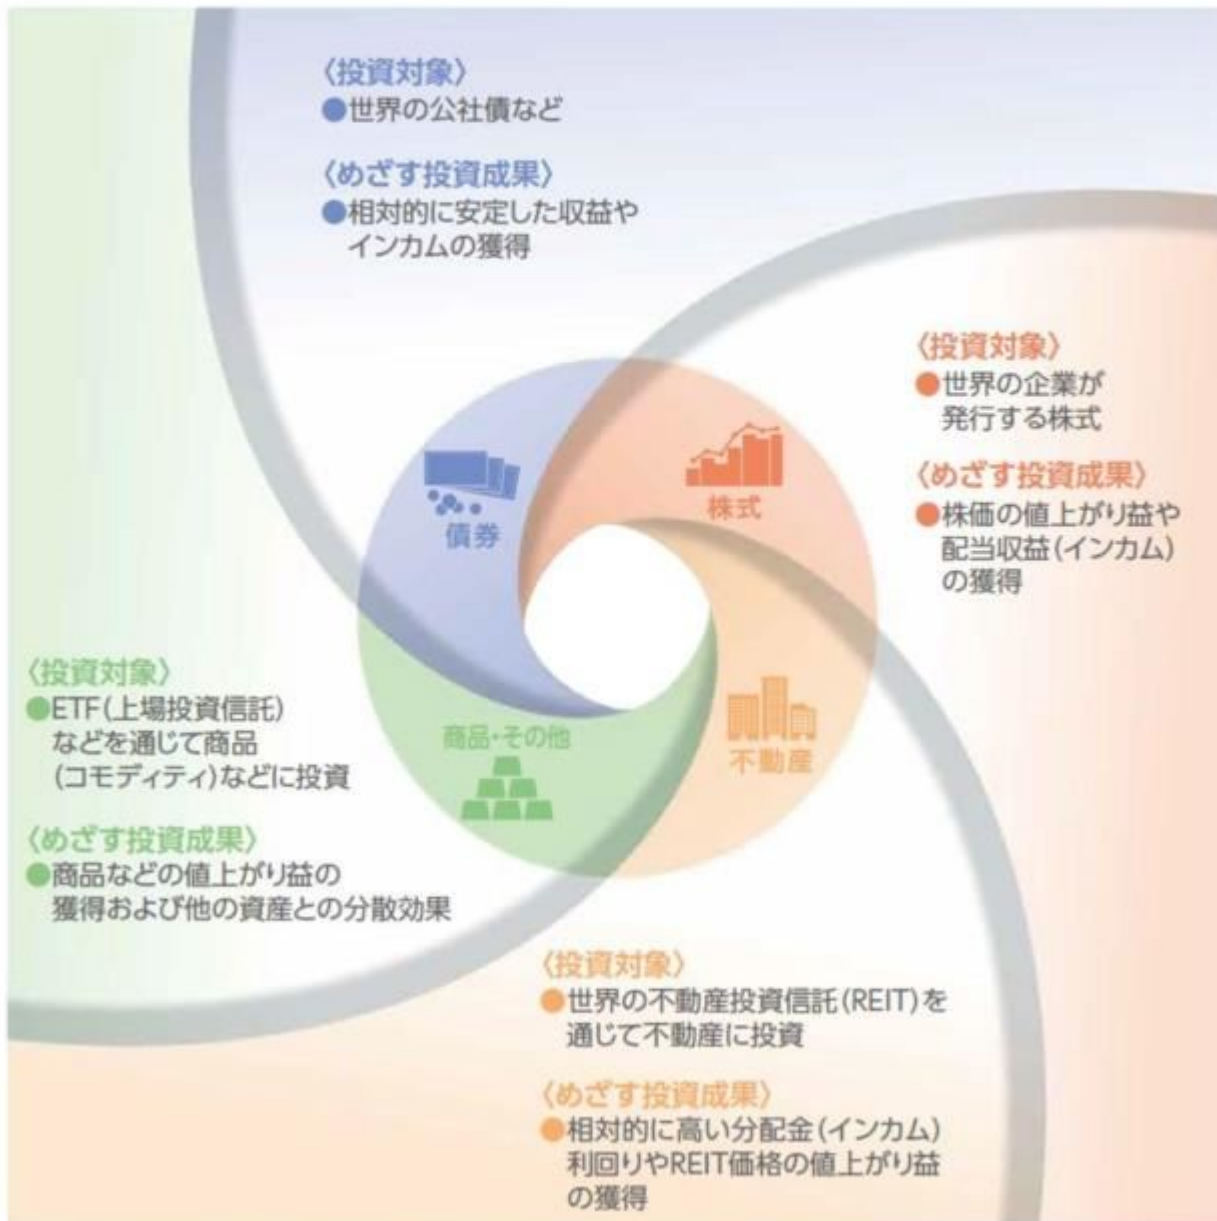 〈投資対象〉
●世界の公社債など
〈めざす投資成果〉
●相対的に安定した収益や
インカムの獲得
〈投資対象〉
●世界の企業が
発行する株式
〈めざす投資成果〉
●株価の値上がり益や
配当収益(インカム)
の獲得
債券
株式
商品・その他
不動産
〈投資対象〉
●ETF(上場投資信託)
などを通じて商品
(コモディティ)などに投資
〈めざす投資成果〉
●商品などの値上がり益の
獲得および他の資産との分散効果
〈投資対象〉
●世界の不動産投資信託(REIT)を
通じて不動産に投資
〈めざす投資成果〉
●相対的に高い分配金(インカム)
利回りやREIT価格の値上がり益
の獲得